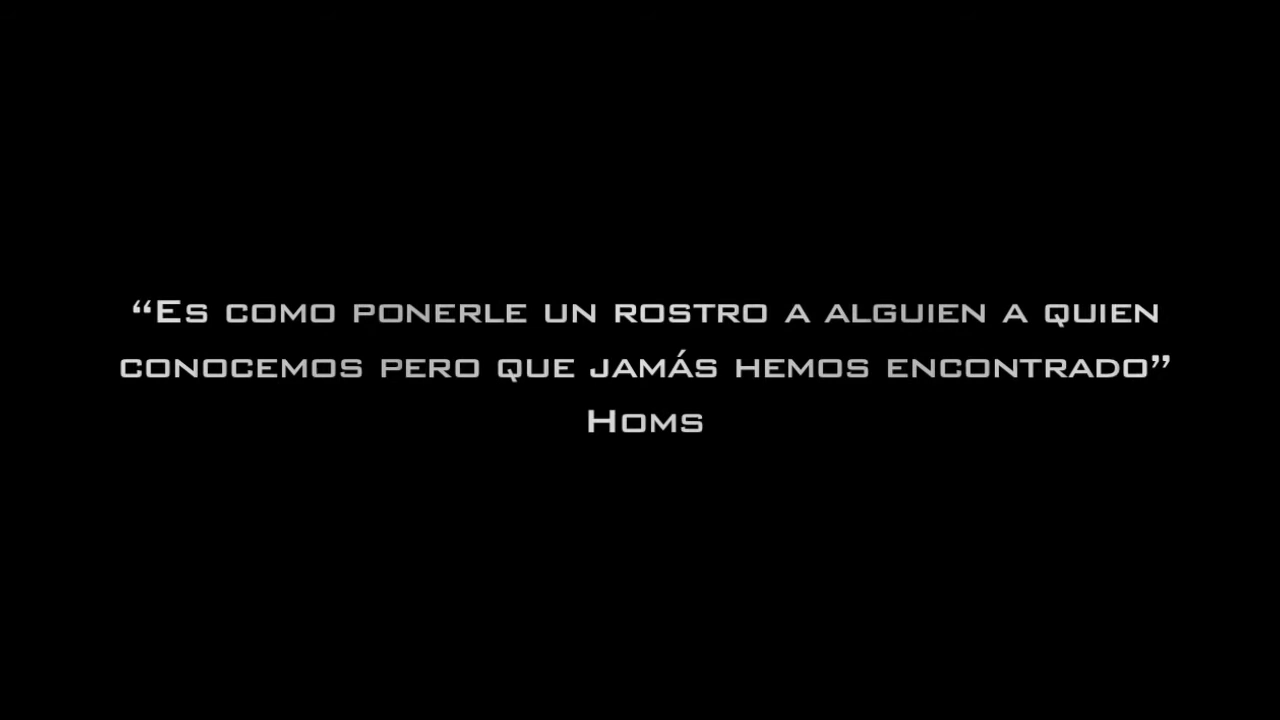 “Es como ponerle un rostro a alguien a quien
conocemos pero que jamás hemos encontrado”
Homs